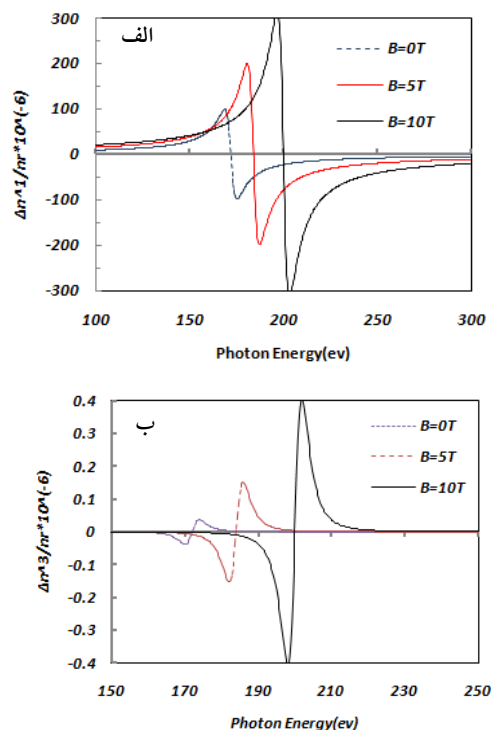 الف
B=0T
B=5T
B=10T
300
200
100
0
-100
-200
-300
Δn^1/nr*10^(-6)
100 150 200 250 300
Photon Energy(ev)
ب
B=0T
B=5T
B=10T
0.4
0.3
0.2
0.1
0
-0.1
-0.2
-0.3
-0.4
Δn^3/nr*10^(-6)
150 170 190 210 230 250
Photon Energy(ev)